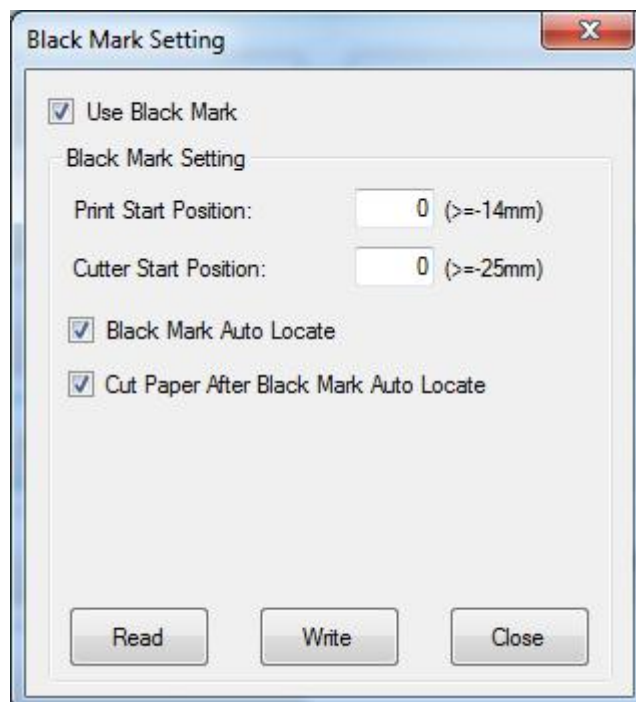 Black Mark Setting
Use Black Mark
Black Mark Setting
Print Start Position: 0 (>=-14mm)
Cutter Start Position: 0 (>=-25mm)
Black Mark Auto Locate
Cut Paper After Black Mark Auto Locate
Read Write Close